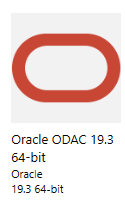 Oracle ODAC 19.3
64-bit
Oracle
19.3 64-bit